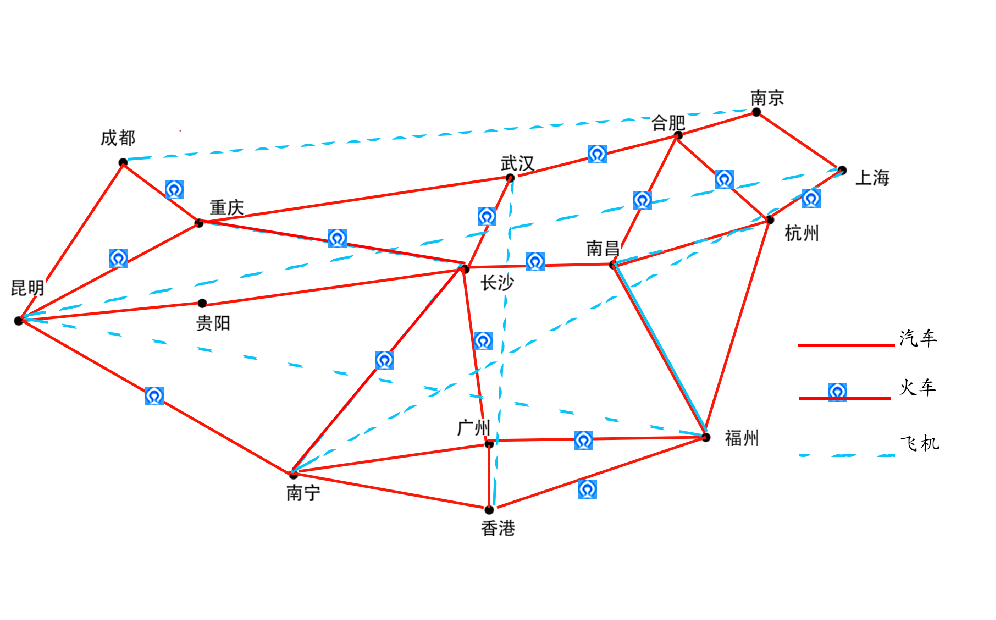 南京
合肥
成都
武汉
上海
重庆
杭州
南昌
昆明
长沙
贵阳
汽车
火车
广州
福州
飞机
南宁
香港